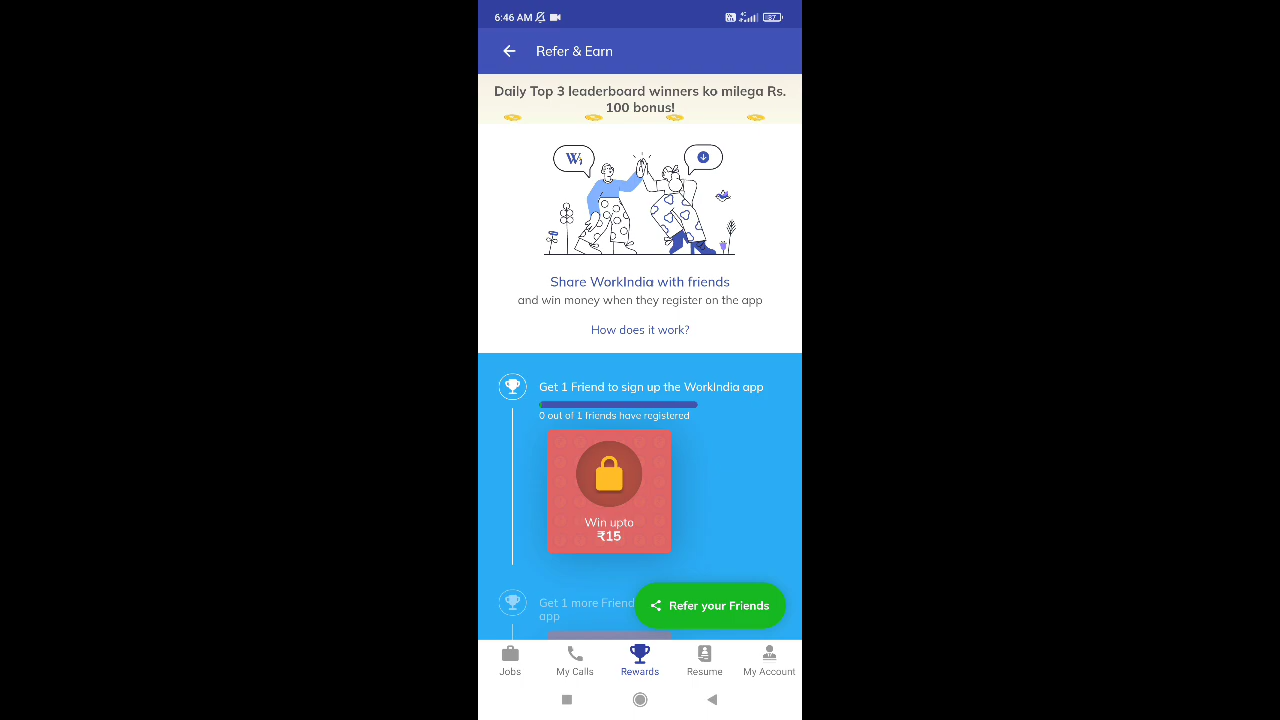 6:46 AM
4G
87
Refer & Earn
Daily Top 3 leaderboard winners ko milega Rs.
100 bonus!
Share WorkIndia with friends
and win money when they register on the app
How does it work?
Get 1 Friend to sign up the WorkIndia app
0 out of 1 friends have registered
Win upto
₹15
Get 1 more Friend
app
Refer your Friends
Jobs
My Calls
Rewards
Resume
My Account